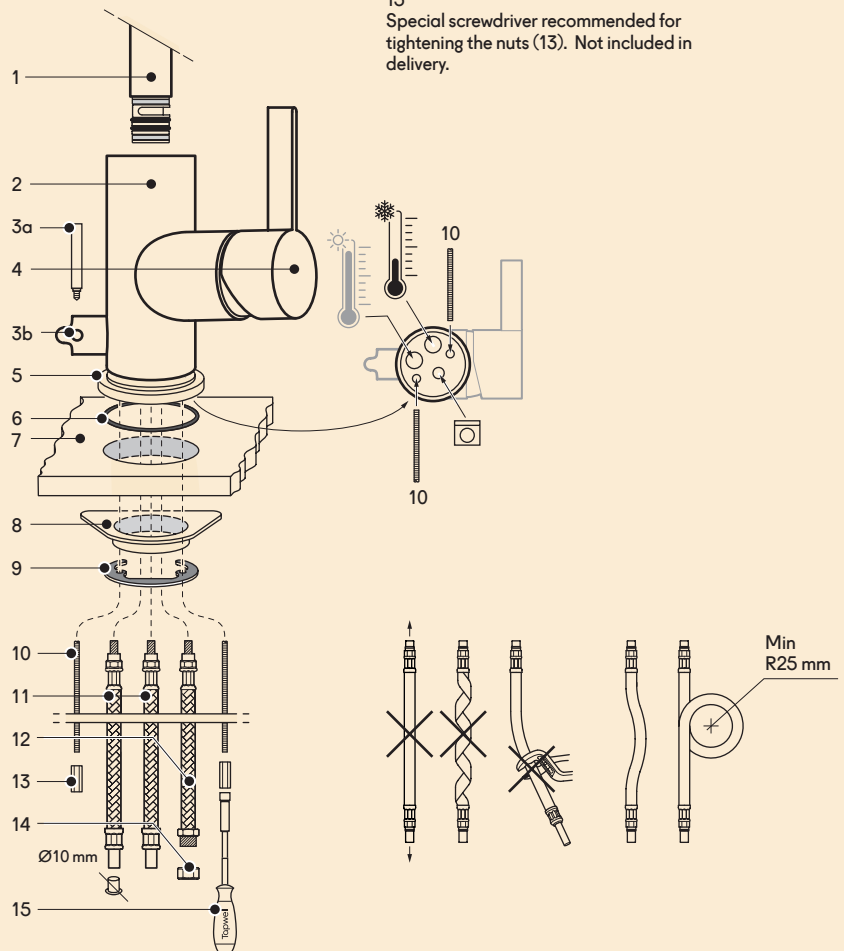 15
Special screwdriver recommended for
tightening the nuts (13). Not included in
delivery.
1
2
3a
4
3b
5
6
7
8
9
10
10
10
11
12
13
14
Ø10 mm
15
Tapwell
Min
R25 mm